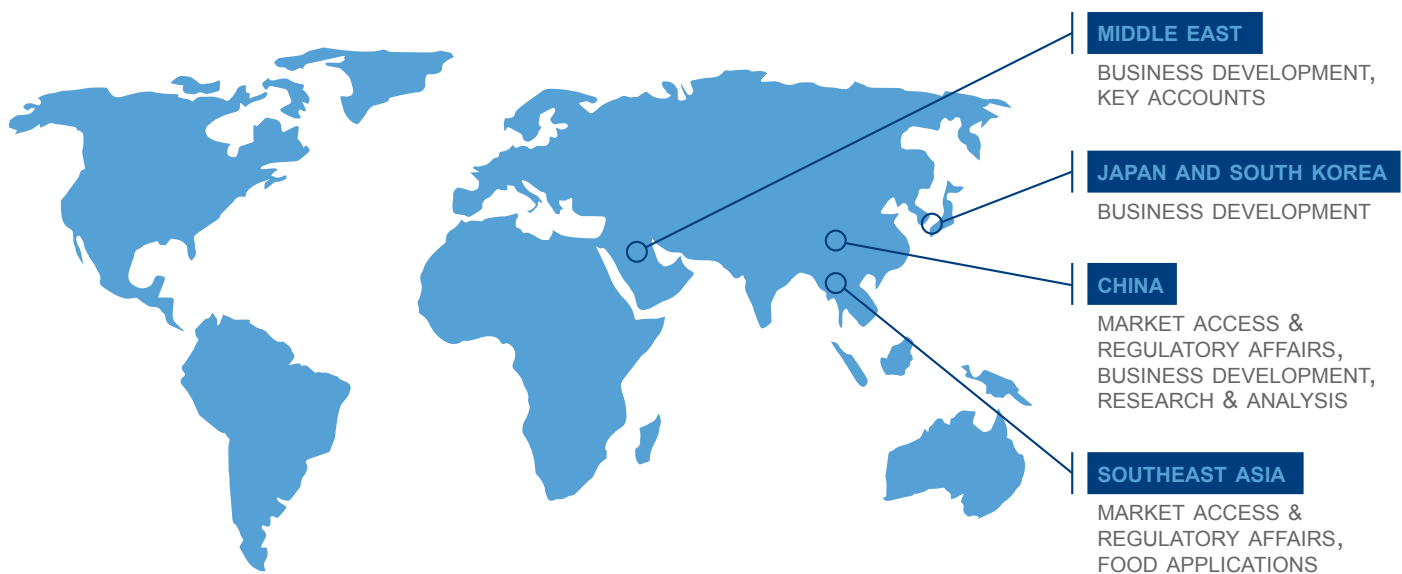 MIDDLE EAST
BUSINESS DEVELOPMENT,
KEY ACCOUNTS
JAPAN AND SOUTH KOREA
BUSINESS DEVELOPMENT
CHINA
MARKET ACCESS &
REGULATORY AFFAIRS,
BUSINESS DEVELOPMENT,
RESEARCH & ANALYSIS
SOUTHEAST ASIA
MARKET ACCESS &
REGULATORY AFFAIRS,
FOOD APPLICATIONS